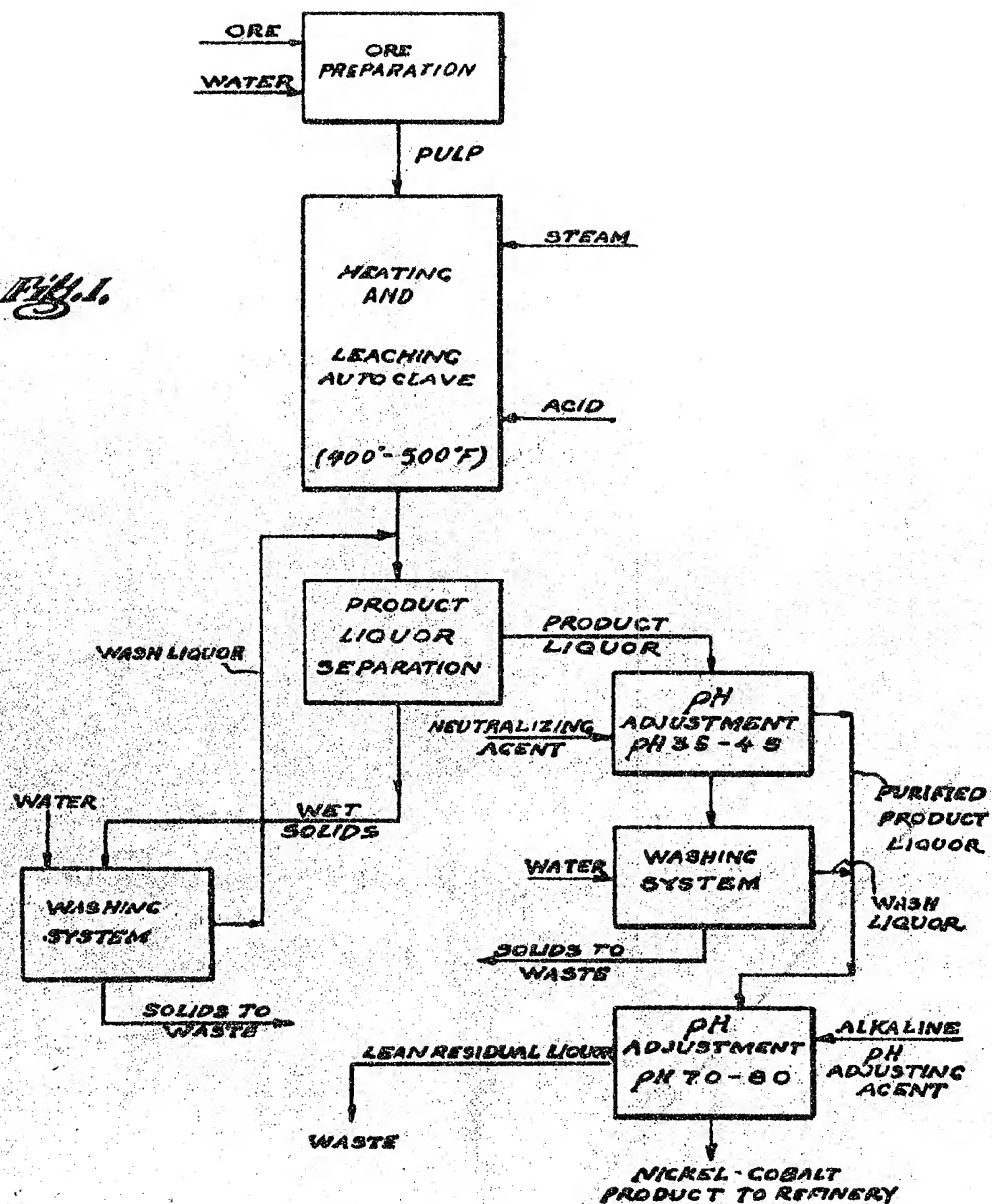 ORE
WATER
ORE
PREPARATION
PULP
Fig. 1.
STEAM
HEATING
AND
LEACHING
AUTOCLAVE
ACID
(400°-500°F)
WASH LIQUOR
PRODUCT
LIQUOR
SEPARATION
PRODUCT
LIQUOR
NEUTRALIZING
AGENT
pH
ADJUSTMENT
pH 3.5-4.5
PURIFIED
PRODUCT
LIQUOR
WATER
WET
SOLIDS
WASHING
SYSTEM
WATER
WASHING
SYSTEM
WASH
LIQUOR
SOLIDS TO
WASTE
SOLIDS TO
WASTE
LEAN RESIDUAL LIQUOR
WASTE
pH
ADJUSTMENT
pH 7.0-8.0
ALKALINE
pH
ADJUSTING
AGENT
NICKEL-COBALT
PRODUCT TO REFINERY